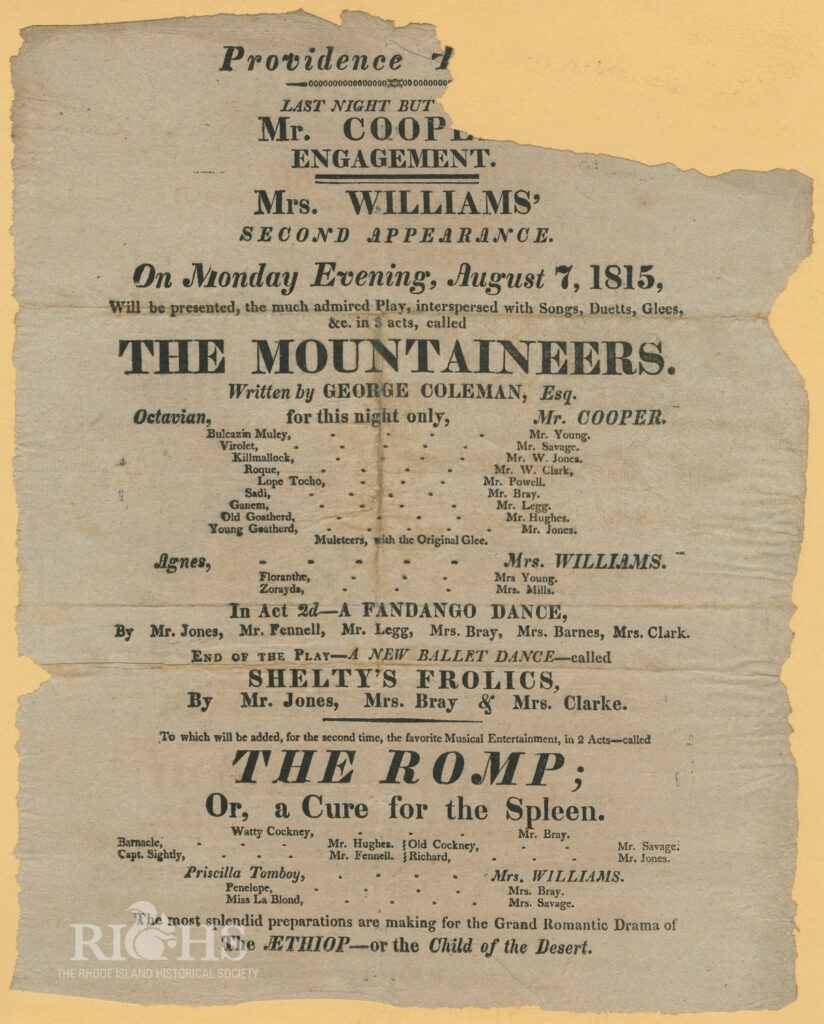 Providence
LAST NIGHT BUT
Mr. COOPE
ENGAGEMENT.
Mrs. WILLIAMS'
SECOND APPEARANCE.
On Monday Evening, August 7, 1815,
Will be presented, the much admired Play, interspersed with Songs, Duetts, Glees,
&c. in 3 acts, called
THE MOUNTAINEERS.
Written by GEORGE COLEMAN, Esq.
Octavian, for this night only, Mr. COOPER.
Bulcazin Muley, - - - - Mr. Young.
Virolet, - - - - - Mr. Savage.
Killmallock, - - - - Mr. W. Jones.
Roque, - - - - Mr. W. Clark,
Lope Tocho, - - - - Mr. Powell.
Sadi, - - - - - Mr. Bray.
Ganem, - - - - - Mr. Legg.
Old Goatherd, - - - - - Mr. Hughes.
Young Goatherd, - - - - - Mr. Jones.
Muleteers, with the Original Glee.
Agnes, - - - - - Mrs. WILLIAMS.
Floranthe, - - - - Mrs Young.
Zorayda, - - - - Mrs. Mills.
In Act 2d—A FANDANGO DANCE,
By Mr. Jones, Mr. Fennell, Mr. Legg, Mrs. Bray, Mrs. Barnes, Mrs. Clark.
END OF THE PLAY—A NEW BALLET DANCE—called
SHELTY'S FROLICS,
By Mr. Jones, Mrs. Bray & Mrs. Clarke.
To which will be added, for the second time, the favorite Musical Entertainment, in 2 Acts—called
THE ROMP;
Or, a Cure for the Spleen.
Watty Cockney, - - - - Mr. Bray.
Barnacle, - - - Mr. Hughes. Old Cockney, - - - Mr. Savage.
Capt. Sightly, - - - Mr. Fennell. Richard, - - - Mr. Jones.
Priscilla Tomboy, - - - - - Mrs. WILLIAMS.
Penelope, - - - - - Mrs. Bray.
Miss La Blond, - - - - - Mrs. Savage.
The most splendid preparations are making for the Grand Romantic Drama of
The ÆTHIOP—or the Child of the Desert.
RIHS
THE RHODE ISLAND HISTORICAL SOCIETY